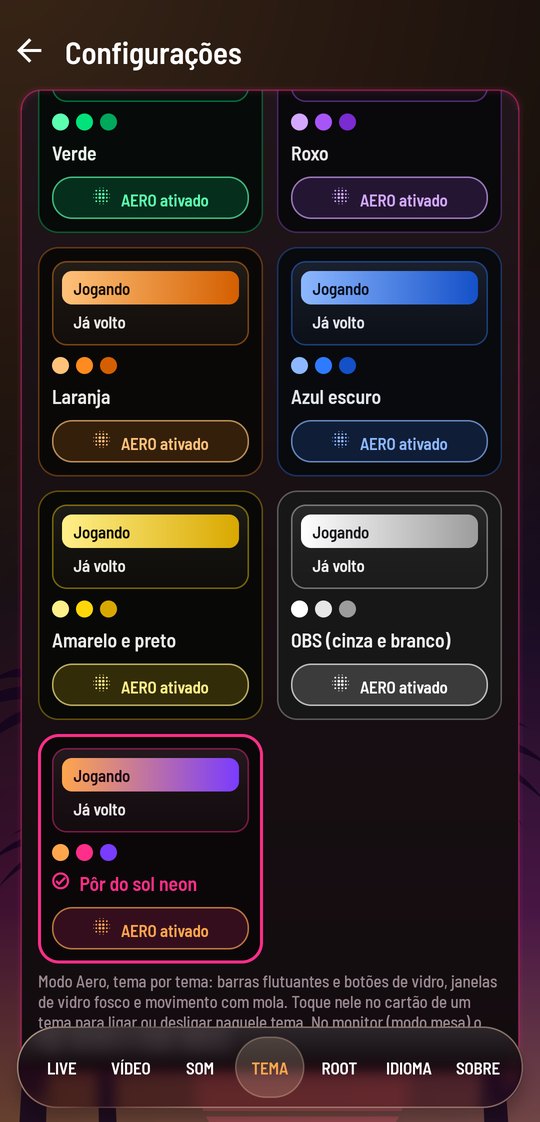 Configurações
Verde
Roxo
AERO ativado
AERO ativado
Jogando
Já volto
Jogando
Já volto
Laranja
Azul escuro
AERO ativado
AERO ativado
Jogando
Já volto
Jogando
Já volto
Amarelo e preto
OBS (cinza e branco)
AERO ativado
AERO ativado
Jogando
Já volto
Pôr do sol neon
AERO ativado
Modo Aero, tema por tema: barras flutuantes e botões de vidro, janelas
de vidro fosco e movimento com mola. Toque nele no cartão de um
tema para ligar ou desligar naquele tema. No monitor (modo mesa) o
LIVE
VÍDEO
SOM
TEMA
ROOT
IDIOMA
SOBRE